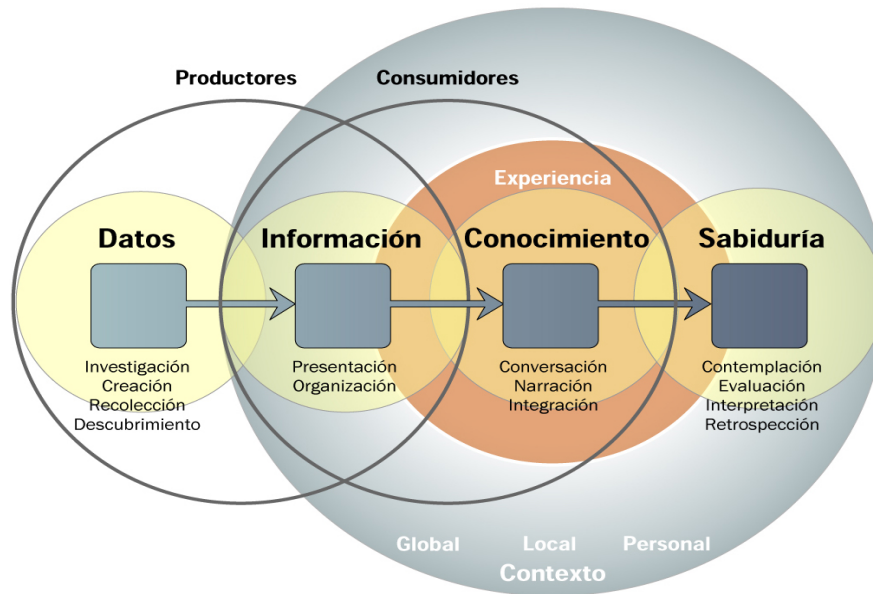 Productores
Consumidores
Experiencia
Datos
Información
Conocimiento
Sabiduría
Investigación
Creación
Recolección
Descubrimiento
Presentación
Organización
Conversación
Narración
Integración
Contemplación
Evaluación
Interpretación
Retrospección
Global
Local
Personal
Contexto